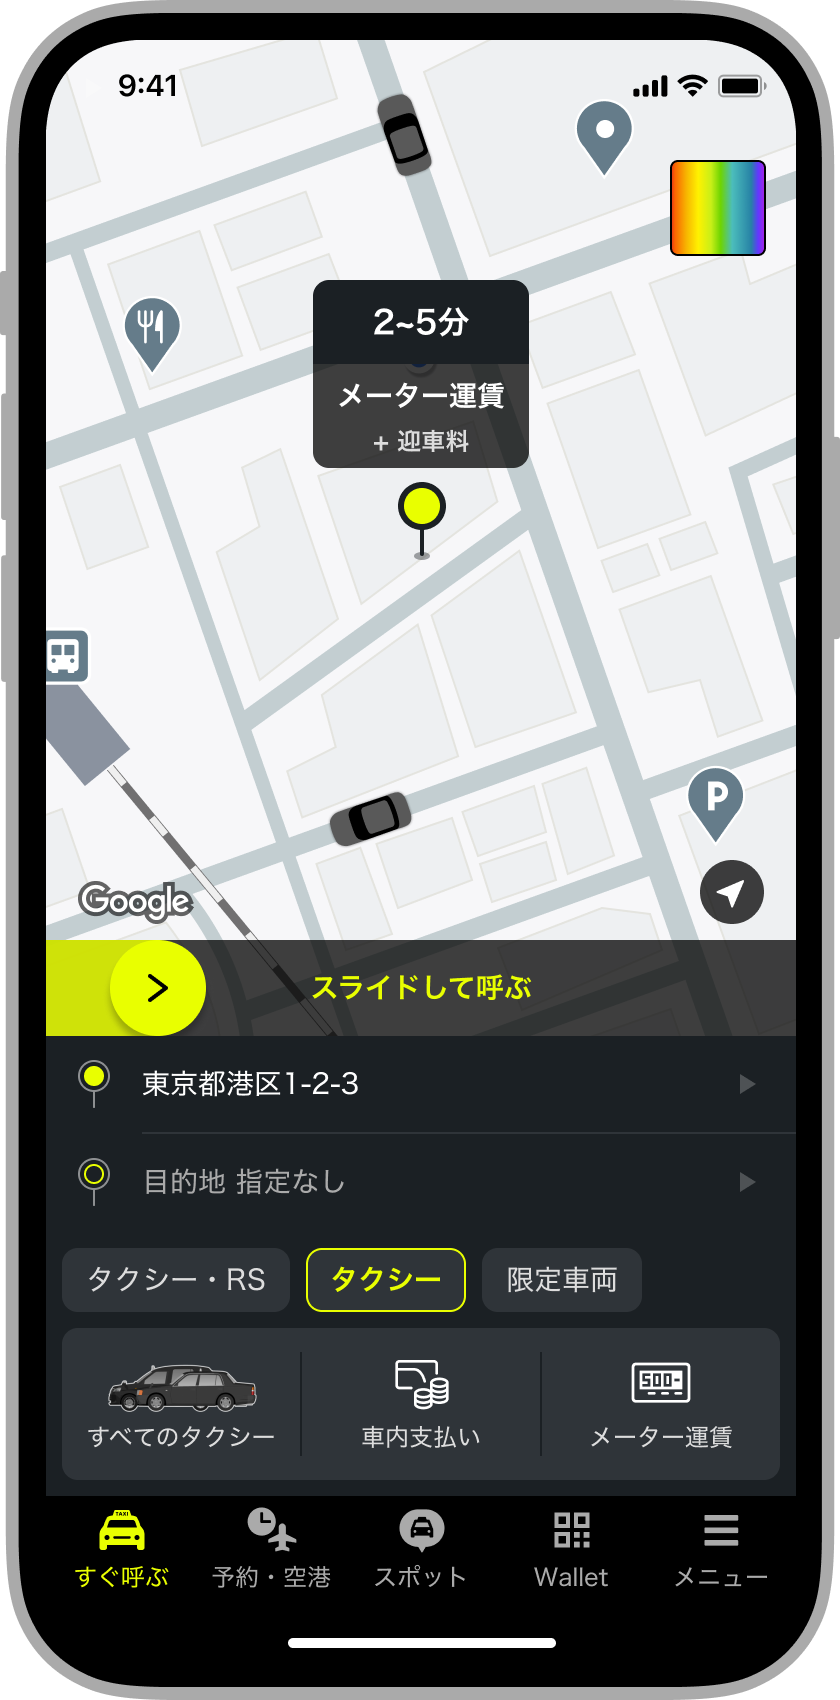 9:41
2~5分
メーター運賃
+ 迎車料
P
Google
スライドして呼ぶ
東京都港区1-2-3
目的地 指定なし
タクシー・RS
タクシー
限定車両
500-
すべてのタクシー
車内支払い
メーター運賃
TAXI
すぐ呼ぶ
予約・空港
スポット
Wallet
メニュー